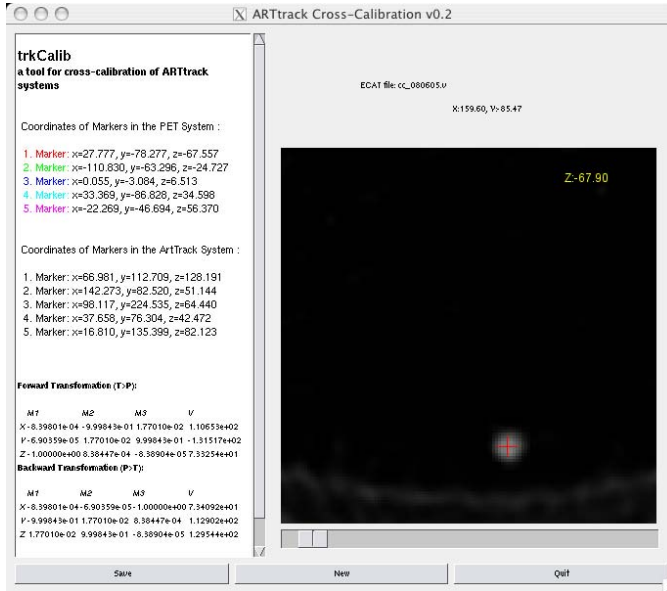 ARTtrack Cross-Calibration v0.2
trkCalib
a tool for cross-calibration of ARTtrack
systems
Coordinates of Markers in the PET System :
1. Marker: x=27.777, y=-78.277, z=-67.557
2. Marker: x=-110.830, y=-63.296, z=-24.727
3. Marker: x=0.055, y=-3.084, z=6.513
4. Marker: x=33.369, y=-86.828, z=34.598
5. Marker: x=-22.269, y=-46.694, z=56.370
Coordinates of Markers in the ArtTrack System :
1. Marker: x=66.981, y=112.709, z=128.191
2. Marker: x=142.273, y=82.520, z=51.144
3. Marker: x=98.117, y=224.535, z=64.440
4. Marker: x=37.658, y=76.304, z=42.472
5. Marker: x=16.810, y=135.399, z=82.123
Forward Transformation (T>P):
M1 M2 M3 V
X -8.39801e-04 -9.99843e-01 1.77010e-02 1.10653e+02
Y -6.90359e-05 1.77010e-02 9.99843e-01 -1.31517e+02
Z -1.00000e+00 8.38447e-04 -8.38904e-05 7.33254e+01
Backward Transformation (P>T):
M1 M2 M3 V
X -8.39801e-04 -6.90359e-05 -1.00000e+00 7.34092e+01
Y -9.99843e-01 1.77010e-02 8.38447e-04 1.12902e+02
Z 1.77010e-02 9.99843e-01 -8.38904e-05 1.29544e+02
ECAT file: cc_080605.v
X:159.60, Y:-85.47
Z:-67.90
Save
New
Quit